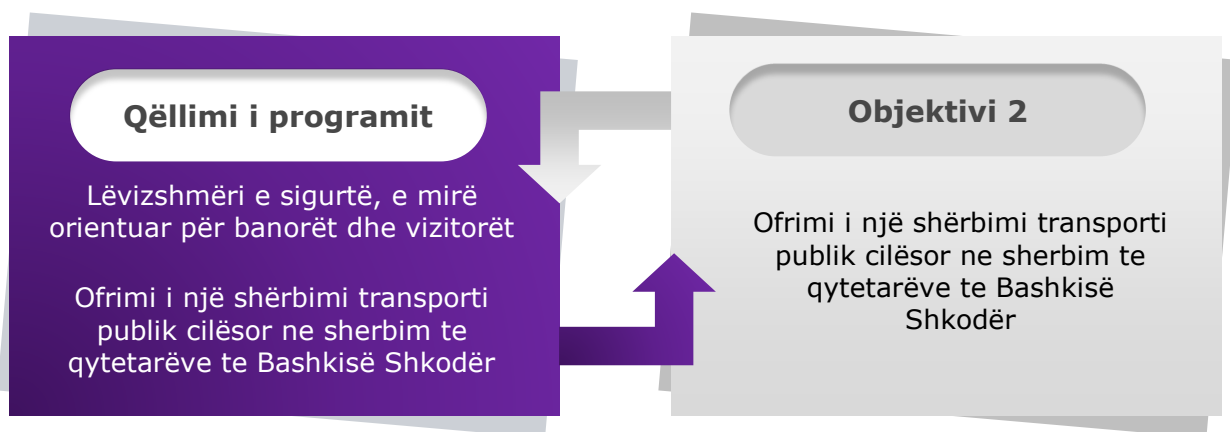 Qëllimi i programit
Lëvizshmëri e sigurtë, e mirë
orientuar për banorët dhe vizitorët
Ofrimi i një shërbimi transporti
publik cilësor ne sherbim te
qytetarëve te Bashkisë Shkodër
Objektivi 2
Ofrimi i një shërbimi transporti
publik cilësor ne sherbim te
qytetarëve te Bashkisë
Shkodër